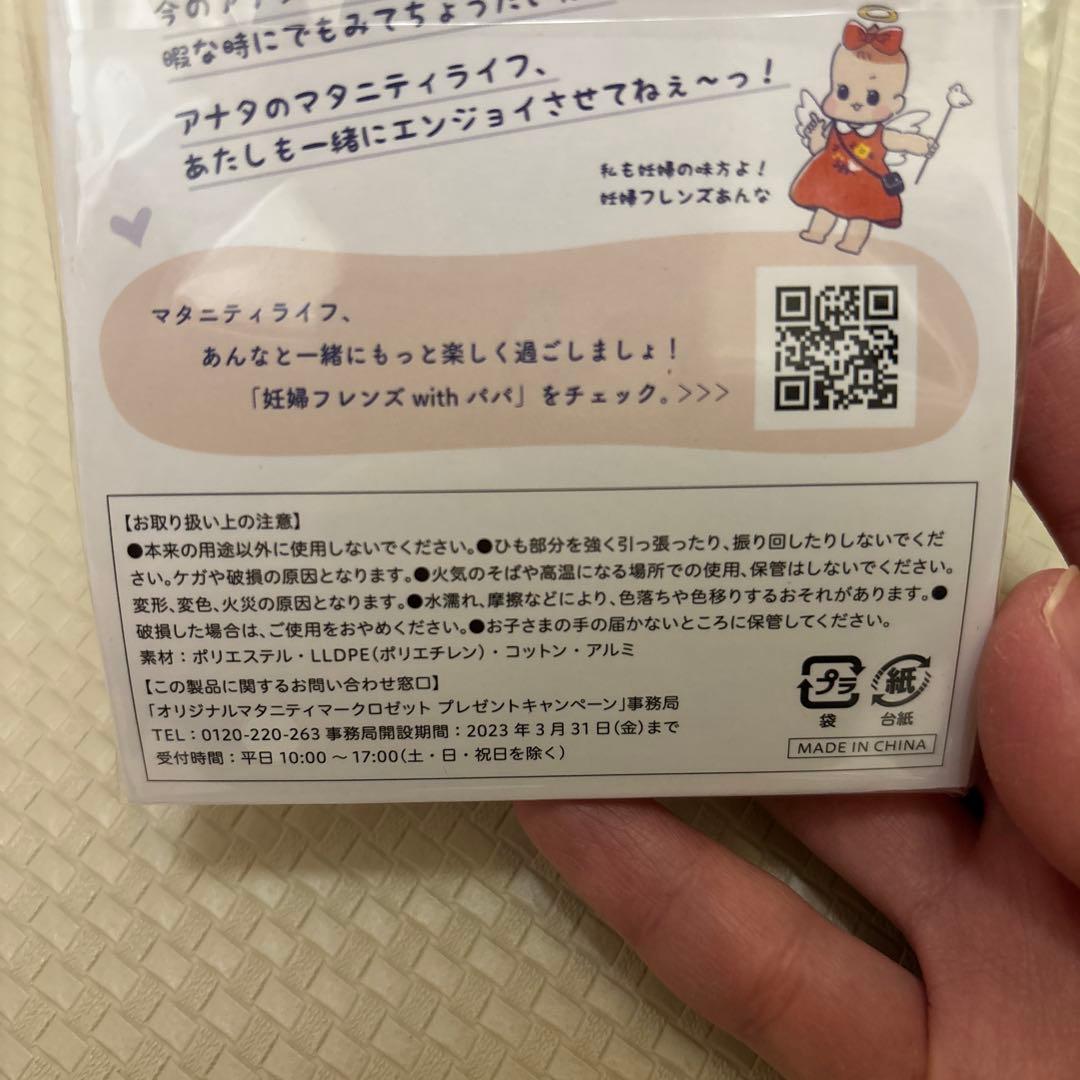 今のアナ
暇な時にでもみてちょうだい
アナタのマタニティライフ、
あたしも一緒にエンジョイさせてねぇ〜っ！
私も妊婦の味方よ！
妊婦フレンズあんな
マタニティライフ、
あんなと一緒にもっと楽しく過ごしましょ！
「妊婦フレンズ with パパ」をチェック。>>>
【お取り扱い上の注意】
●本来の用途以外に使用しないでください。●ひも部分を強く引っ張ったり、振り回したりしないでくだ
さい。ケガや破損の原因となります。●火気のそばや高温になる場所での使用、保管はしないでください。
変形、変色、火災の原因となります。●水濡れ、摩擦などにより、色落ちや色移りするおそれがあります。●
破損した場合は、ご使用をおやめください。●お子さまの手の届かないところに保管してください。
素材：ポリエステル・LLDPE（ポリエチレン）・コットン・アルミ
【この製品に関するお問い合わせ窓口】
「オリジナルマタニティマークロゼット プレゼントキャンペーン」事務局
TEL：0120-220-263 事務局開設期間：2023年3月31日（金）まで
受付時間：平日 10:00 〜 17:00（土・日・祝日を除く）
プラ
袋
紙
台紙
MADE IN CHINA